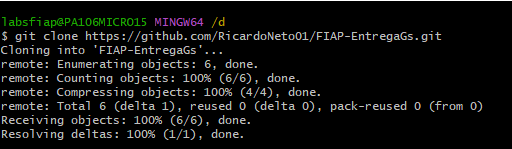 labsfiap@PA106MICRO15 MINGW64 /d
$ git clone https://github.com/RicardoNeto01/FIAP-EntregaGs.git
Cloning into 'FIAP-EntregaGs'...
remote: Enumerating objects: 6, done.
remote: Counting objects: 100% (6/6), done.
remote: Compressing objects: 100% (4/4), done.
remote: Total 6 (delta 1), reused 0 (delta 0), pack-reused 0 (from 0)
Receiving objects: 100% (6/6), done.
Resolving deltas: 100% (1/1), done.